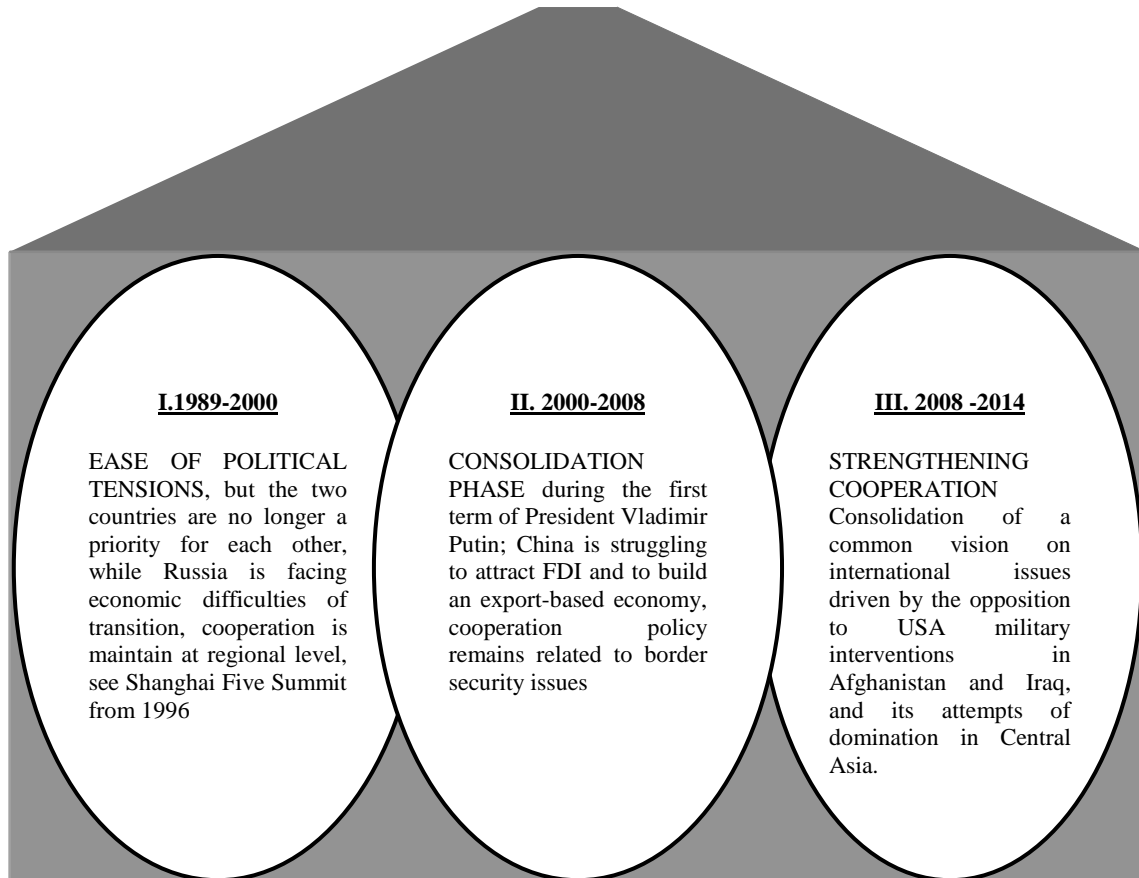 I.1989-2000
EASE OF POLITICAL
TENSIONS, but the two
countries are no longer a
priority for each other,
while Russia is facing
economic difficulties of
transition, cooperation is
maintain at regional level,
see Shanghai Five Summit
from 1996
II. 2000-2008
CONSOLIDATION
PHASE during the first
term of President Vladimir
Putin; China is struggling
to attract FDI and to build
an export-based economy,
cooperation policy
remains related to border
security issues
III. 2008 -2014
STRENGTHENING
COOPERATION
Consolidation of a
common vision on
international issues
driven by the opposition
to USA military
interventions in
Afghanistan and Iraq,
and its attempts of
domination in Central
Asia.